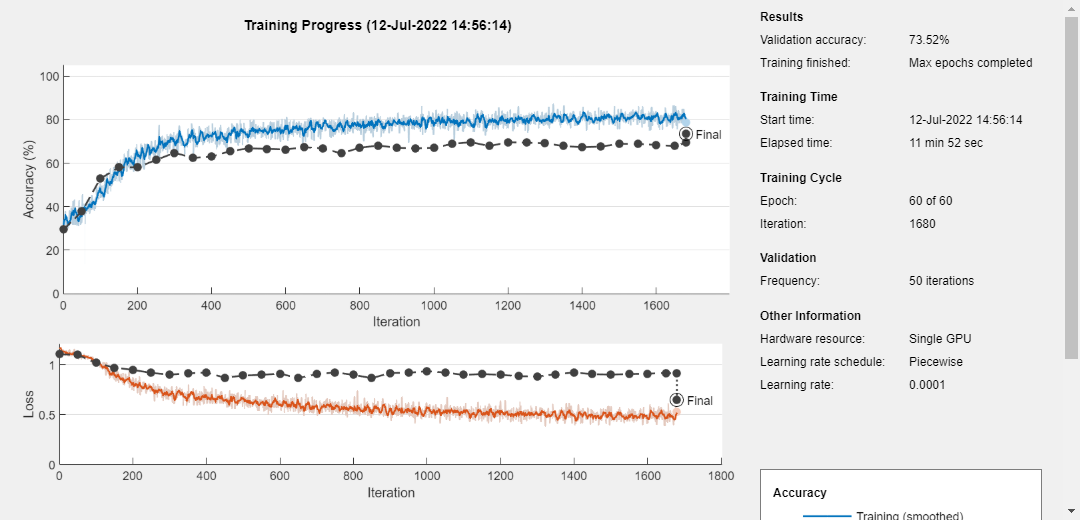 Training Progress (12-Jul-2022 14:56:14)
100
80
60
40
20
0
Accuracy (%)
Final
0 200 400 600 800 1000 1200 1400 1600
Iteration
1
0.5
0
Loss
Final
0 200 400 600 800 1000 1200 1400 1600 1800
Iteration
Results
Validation accuracy: 73.52%
Training finished: Max epochs completed
Training Time
Start time: 12-Jul-2022 14:56:14
Elapsed time: 11 min 52 sec
Training Cycle
Epoch: 60 of 60
Iteration: 1680
Validation
Frequency: 50 iterations
Other Information
Hardware resource: Single GPU
Learning rate schedule: Piecewise
Learning rate: 0.0001
Accuracy
Training (smoothed)